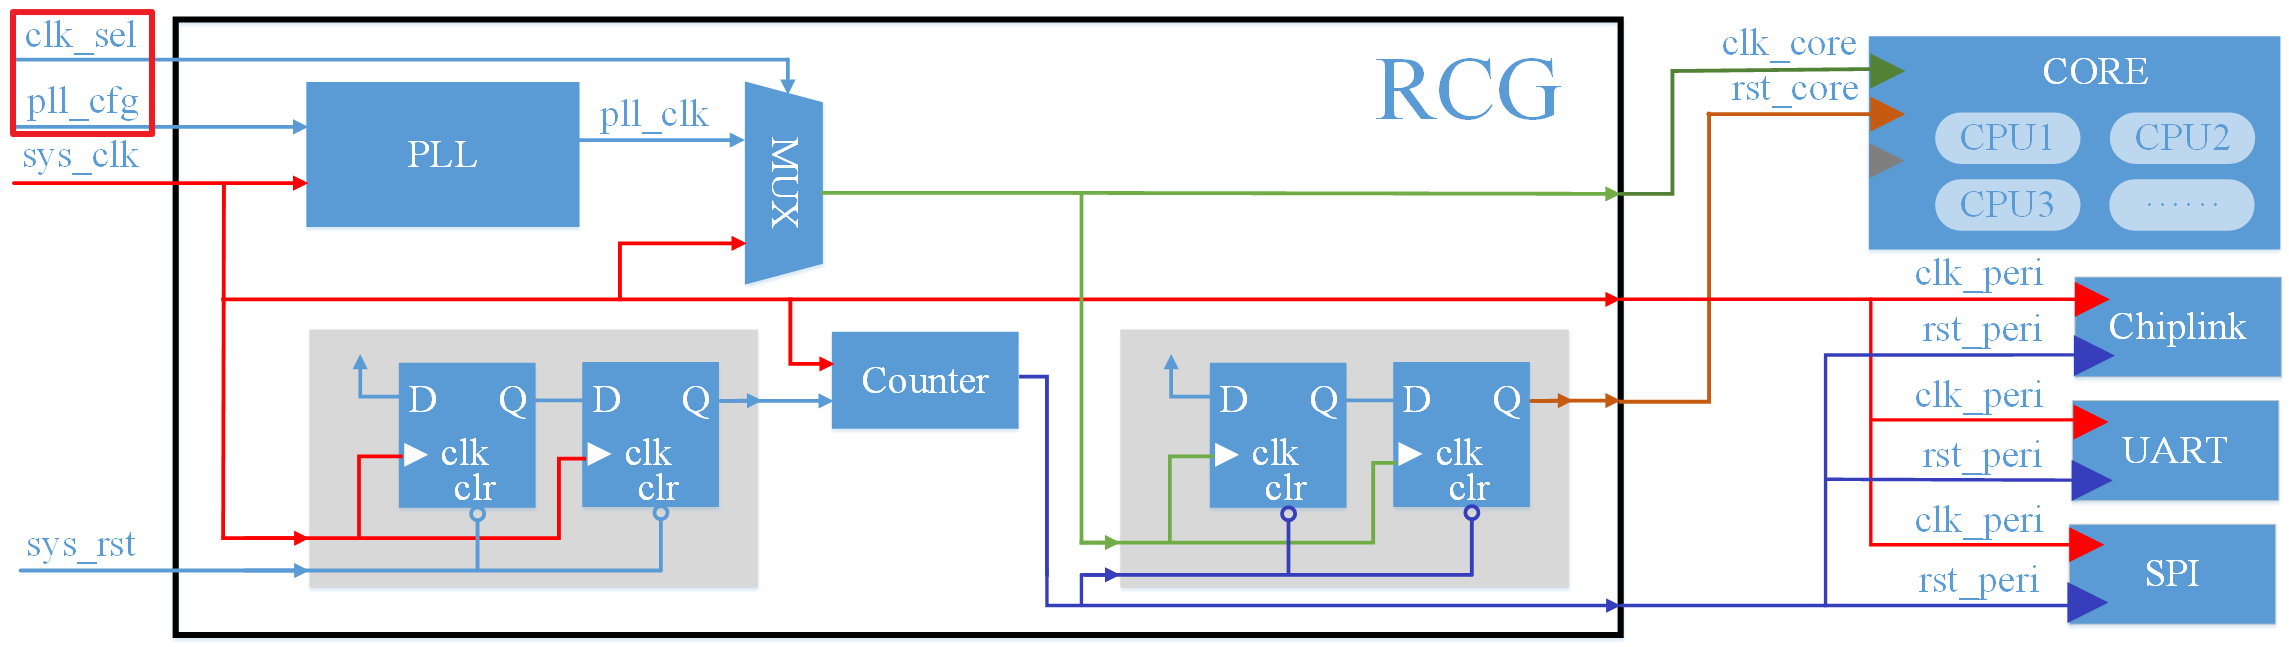 clk_sel
pll_cfg
sys_clk
sys_rst
RCG
PLL
pll_clk
MUX
D Q
clk
clr
D Q
clk
clr
Counter
D Q
clk
clr
D Q
clk
clr
clk_core
rst_core
CORE
CPU1 CPU2
CPU3 ······
clk_peri
rst_peri
Chiplink
clk_peri
rst_peri
UART
clk_peri
rst_peri
SPI